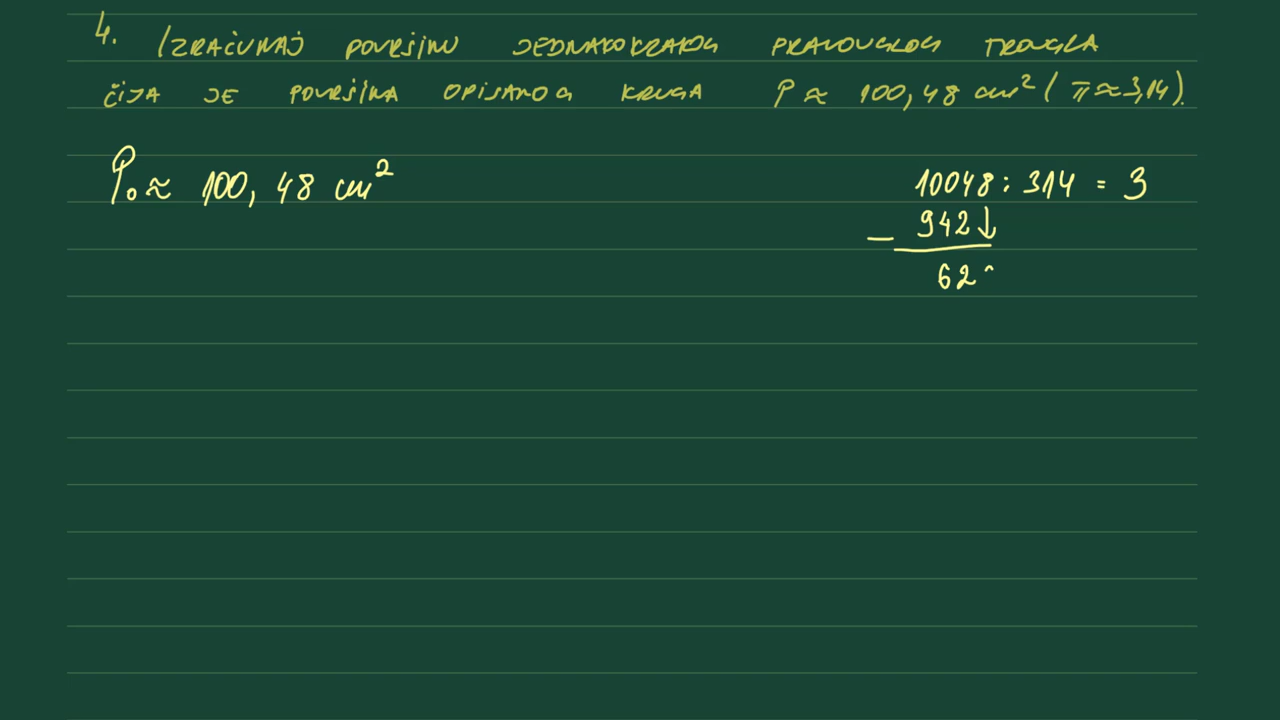 4. IZRAČUNAJ POVRŠINU JEDNAKOKRAKOG PRAVOUGLOG TROUGLA
ČIJA JE POVRŠINA OPISANOG KRUGA P ≈ 100,48 cm² ( π ≈ 3,14).
P₀ ≈ 100,48 cm²
10048 : 314 = 3
− 942↓
62